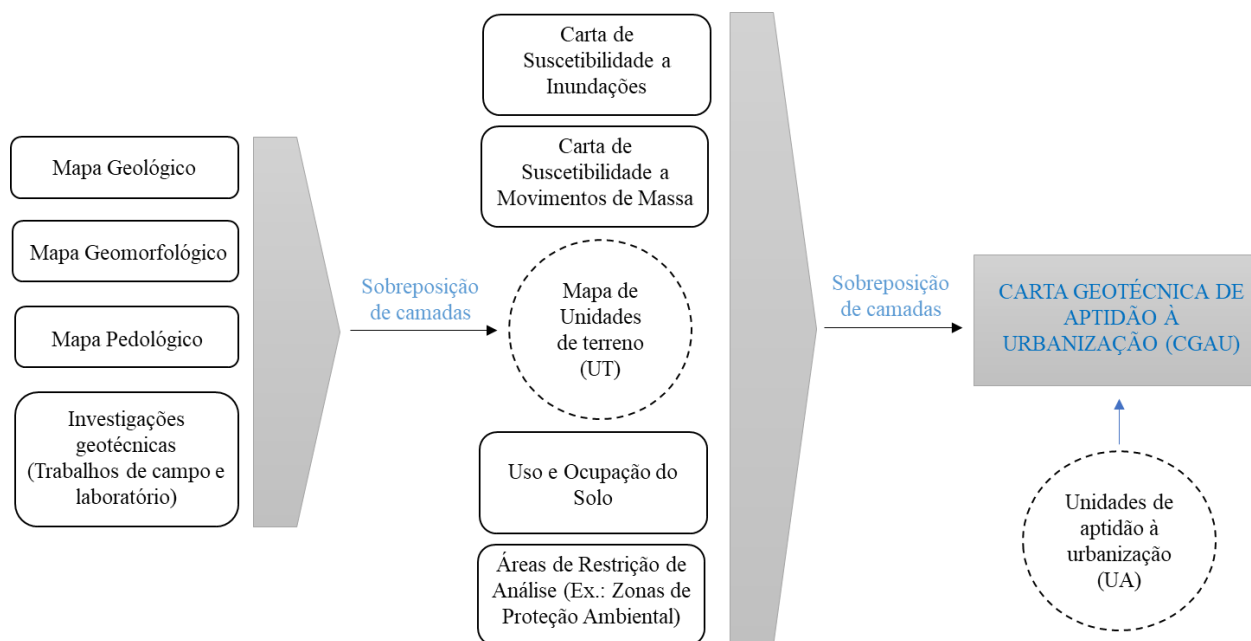 Mapa Geológico
Mapa Geomorfológico
Mapa Pedológico
Investigações
geotécnicas
(Trabalhos de campo e
laboratório)
Sobreposição
de camadas
Carta de
Suscetibilidade a
Inundações
Carta de
Suscetibilidade a
Movimentos de Massa
Mapa de
Unidades
de terreno
(UT)
Uso e Ocupação do
Solo
Áreas de Restrição de
Análise (Ex.: Zonas de
Proteção Ambiental)
Sobreposição
de camadas
CARTA GEOTÉCNICA DE
APTIDÃO À
URBANIZAÇÃO (CGAU)
Unidades de
aptidão à
urbanização
(UA)